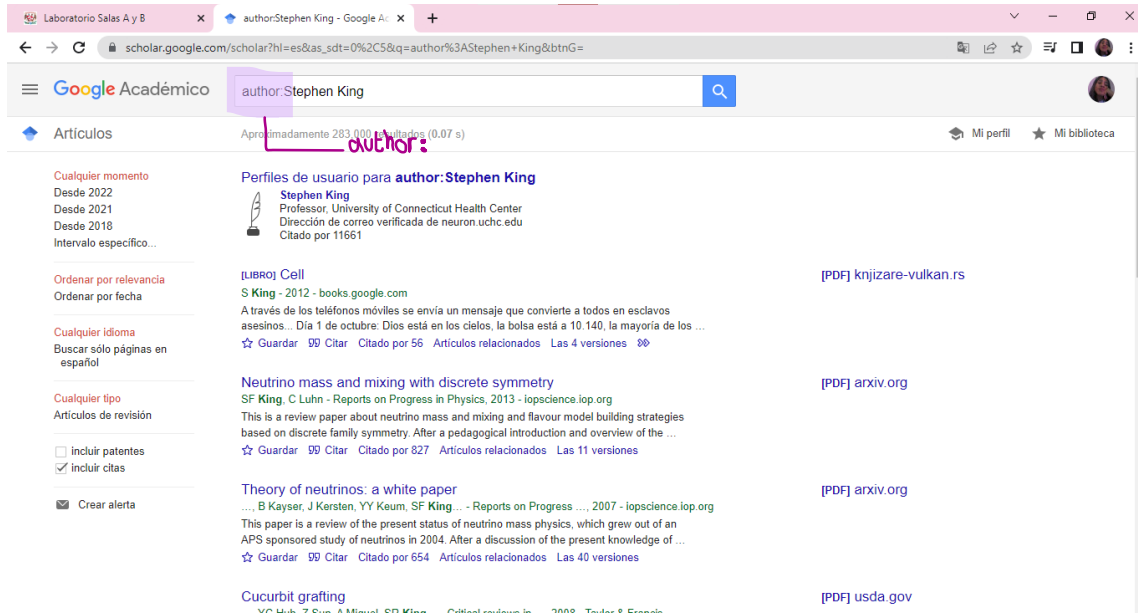 Laboratorio Salas A y B
author:Stephen King - Google Ac
scholar.google.com/scholar?hl=es&as_sdt=0%2C5&q=author%3AStephen+King&btnG=
Google Académico
author:Stephen King
Artículos
Aproximadamente 283,000 resultados (0.07 s)
Mi perfil
Mi biblioteca
author:
Cualquier momento
Desde 2022
Desde 2021
Desde 2018
Intervalo específico...
Ordenar por relevancia
Ordenar por fecha
Cualquier idioma
Buscar sólo páginas en
español
Cualquier tipo
Artículos de revisión
incluir patentes
incluir citas
Crear alerta
Perfiles de usuario para author:Stephen King
Stephen King
Professor, University of Connecticut Health Center
Dirección de correo verificada de neuron.uchc.edu
Citado por 11661
[LIBRO] Cell
S King - 2012 - books.google.com
A través de los teléfonos móviles se envía un mensaje que convierte a todos en esclavos
asesinos... Día 1 de octubre: Dios está en los cielos, la bolsa está a 10.140, la mayoría de los ...
Guardar Citar Citado por 56 Artículos relacionados Las 4 versiones
[PDF] knjizare-vulkan.rs
Neutrino mass and mixing with discrete symmetry
SF King, C Luhn - Reports on Progress in Physics, 2013 - iopscience.iop.org
This is a review paper about neutrino mass and mixing and flavour model building strategies
based on discrete family symmetry. After a pedagogical introduction and overview of the ...
Guardar Citar Citado por 827 Artículos relacionados Las 11 versiones
[PDF] arxiv.org
Theory of neutrinos: a white paper
..., B Kayser, J Kersten, YY Keum, SF King... - Reports on Progress ..., 2007 - iopscience.iop.org
This paper is a review of the present status of neutrino mass physics, which grew out of an
APS sponsored study of neutrinos in 2004. After a discussion of the present knowledge of ...
Guardar Citar Citado por 654 Artículos relacionados Las 40 versiones
[PDF] arxiv.org
Cucurbit grafting
[PDF] usda.gov
King
Critical reviews in
2008 - Taylor & Francis